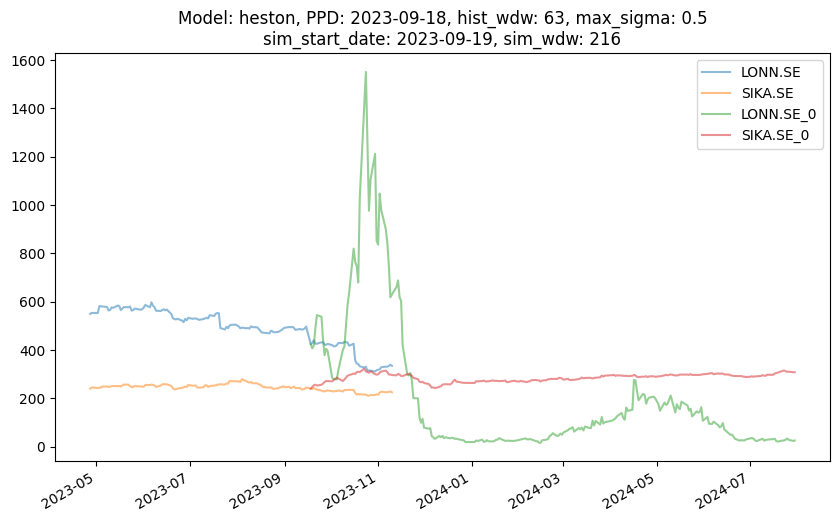 Model: heston, PPD: 2023-09-18, hist_wdw: 63, max_sigma: 0.5
sim_start_date: 2023-09-19, sim_wdw: 216
1600
1400
1200
1000
800
600
400
200
0
LONN.SE
SIKA.SE
LONN.SE_0
SIKA.SE_0
2023-05
2023-07
2023-09
2023-11
2024-01
2024-03
2024-05
2024-07